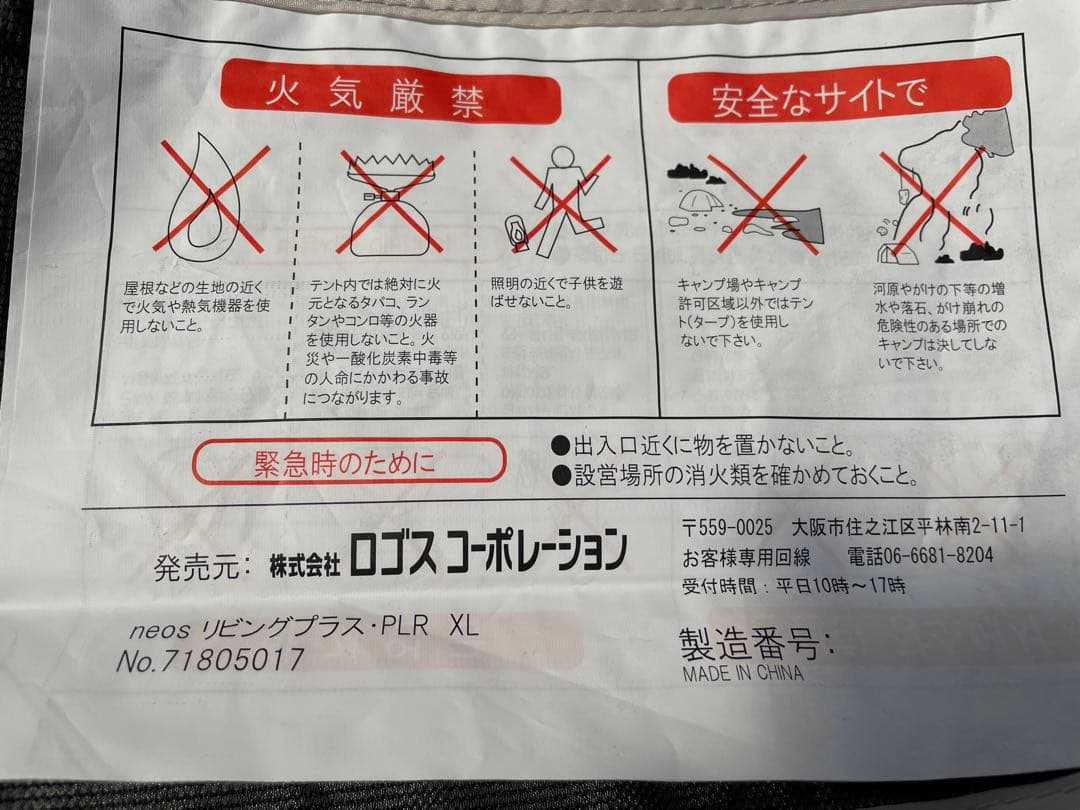 火気厳禁
屋根などの生地の近く
で火気や熱気機器を使
用しないこと。
テント内では絶対に火
元となるタバコ、ラン
タンやコンロ等の火器
を使用しないこと。火
災や一酸化炭素中毒等
の人命にかかわる事故
につながります。
照明の近くで子供を遊
ばせないこと。
安全なサイトで
キャンプ場やキャンプ
許可区域以外ではテン
ト(タープ)を使用し
ないで下さい。
河原やがけの下等の増
水や落石、がけ崩れの
危険性のある場所での
キャンプは決してしな
いで下さい。
緊急時のために
●出入口近くに物を置かないこと。
●設営場所の消火類を確かめておくこと。
発売元: 株式会社 ロゴス コーポレーション
〒559-0025 大阪市住之江区平林南2-11-1
お客様専用回線 電話06-6681-8204
受付時間：平日10時～17時
neos リビングプラス・PLR XL
No.71805017
製造番号:
MADE IN CHINA